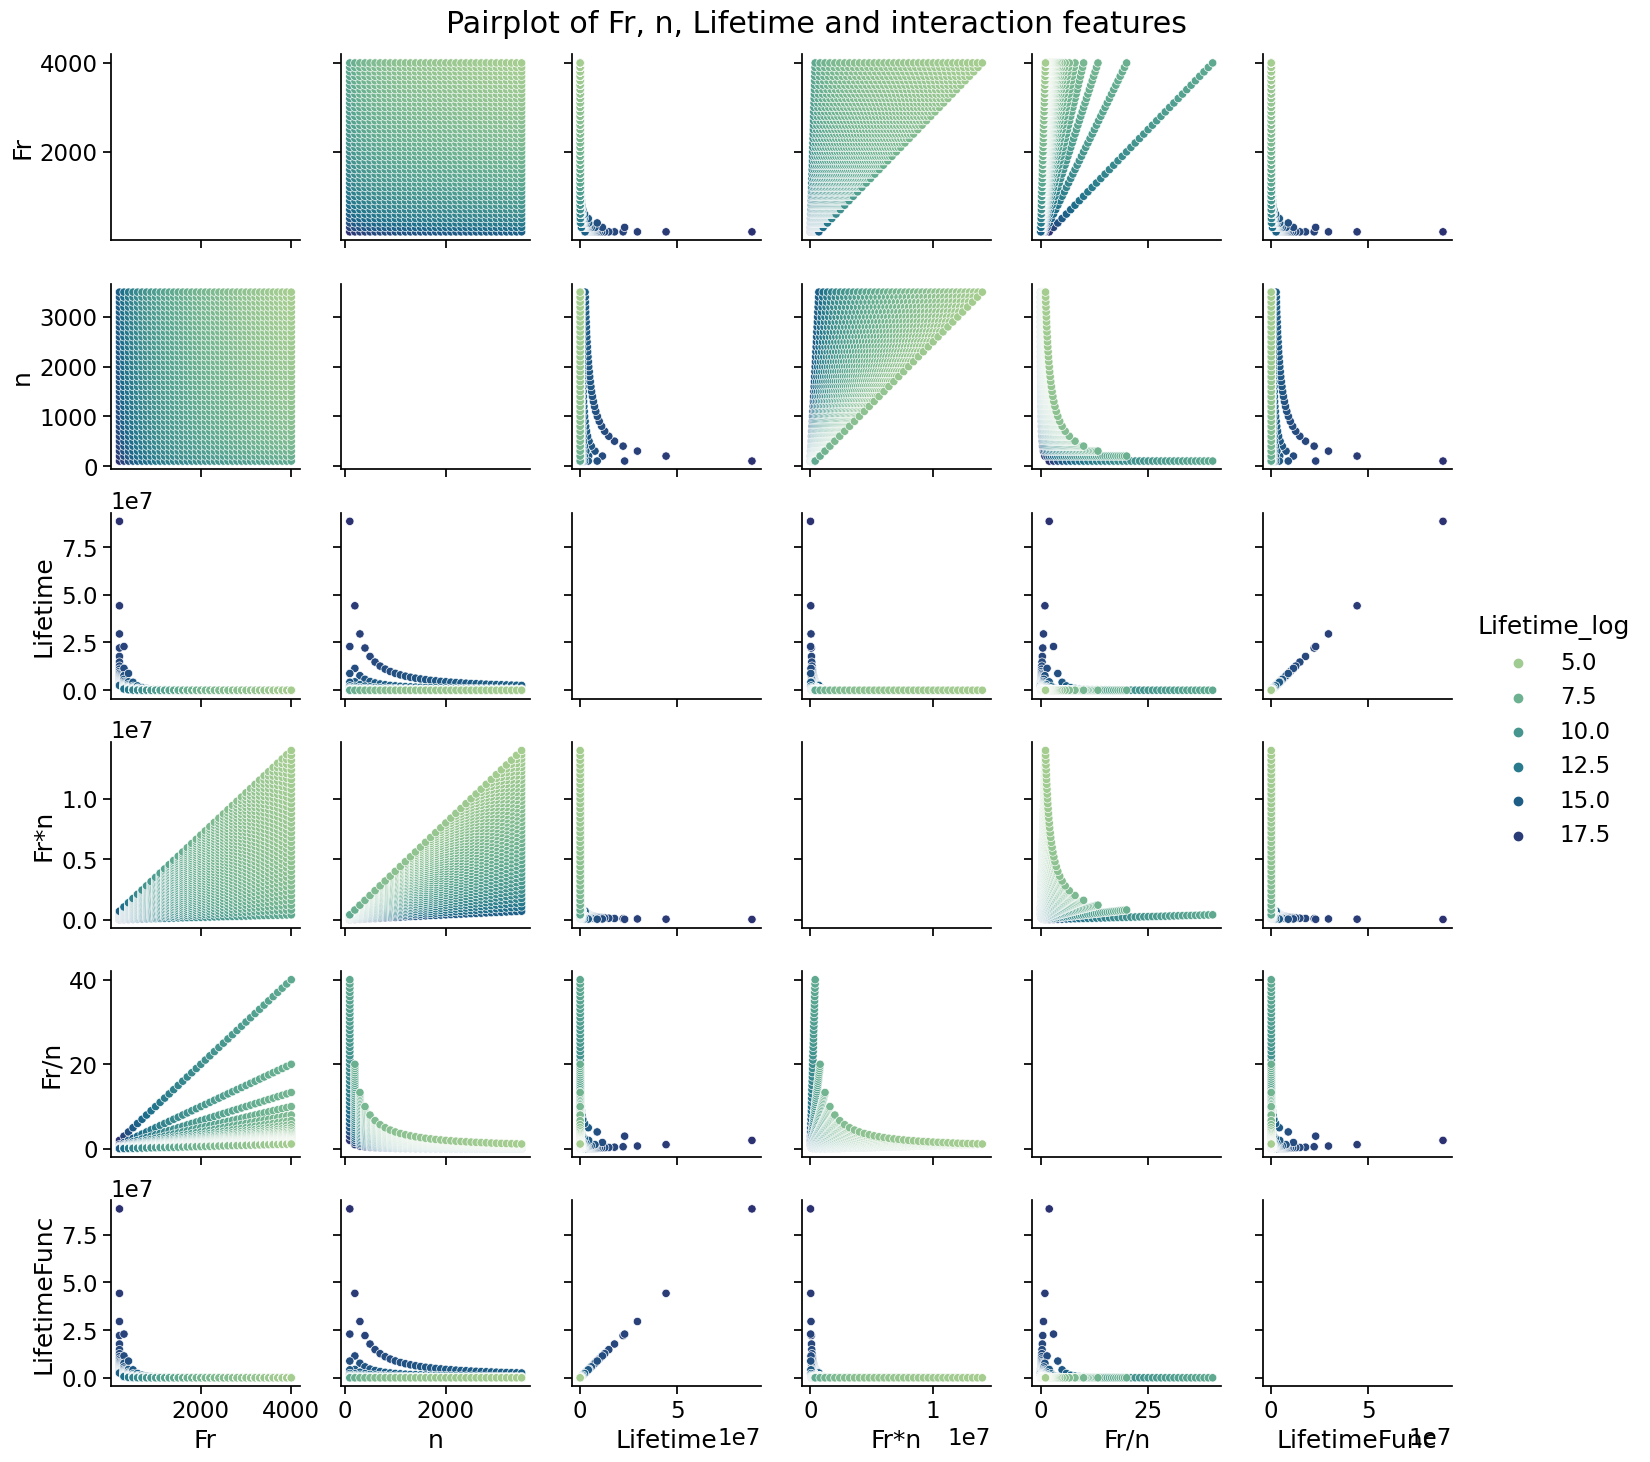 Pairplot of Fr, n, Lifetime and interaction features
4000
2000
Fr
3000
2000
1000
0
n
1e7
7.5
5.0
2.5
0.0
Lifetime
1e7
1.0
0.5
0.0
Fr*n
40
20
0
Fr/n
1e7
7.5
5.0
2.5
0.0
LifetimeFunc
2000 4000 0 2000 0 5 0 1 0 25 0 5
1e7 1e7 1e7
Fr n Lifetime Fr*n Fr/n LifetimeFunc
Lifetime_log
5.0
7.5
10.0
12.5
15.0
17.5